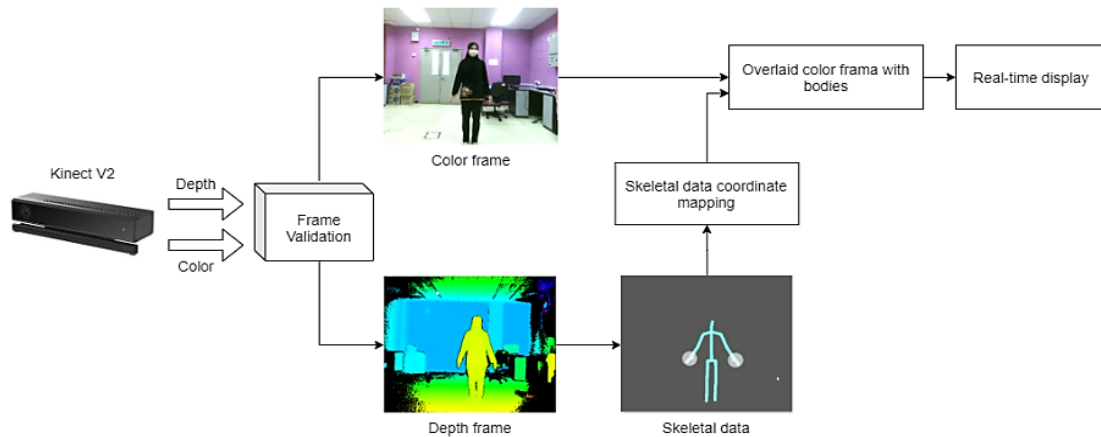 Kinect V2
Depth
Color
Frame
Validation
Color frame
Depth frame
Skeletal data
Skeletal data coordinate
mapping
Overlaid color frama with
bodies
Real-time display